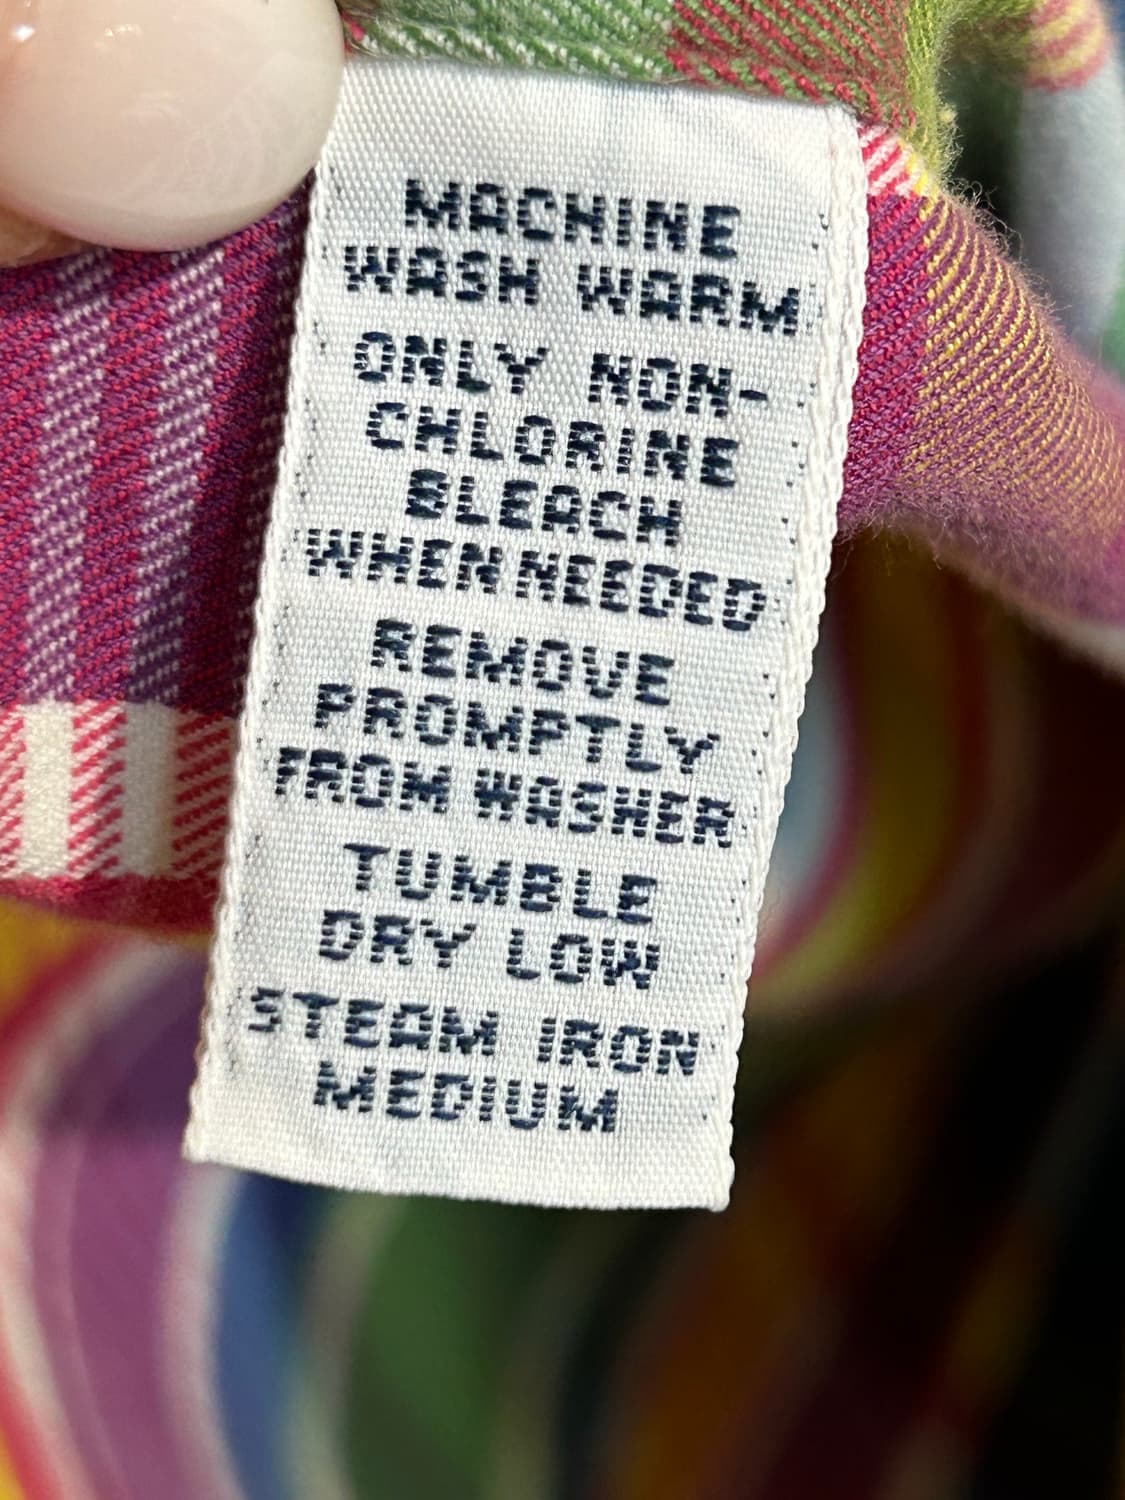 MACHINE
WASH WARM
ONLY NON-
CHLORINE
BLEACH
WHEN NEEDED
REMOVE
PROMPTLY
FROM WASHER
TUMBLE
DRY LOW
STEAM IRON
MEDIUM